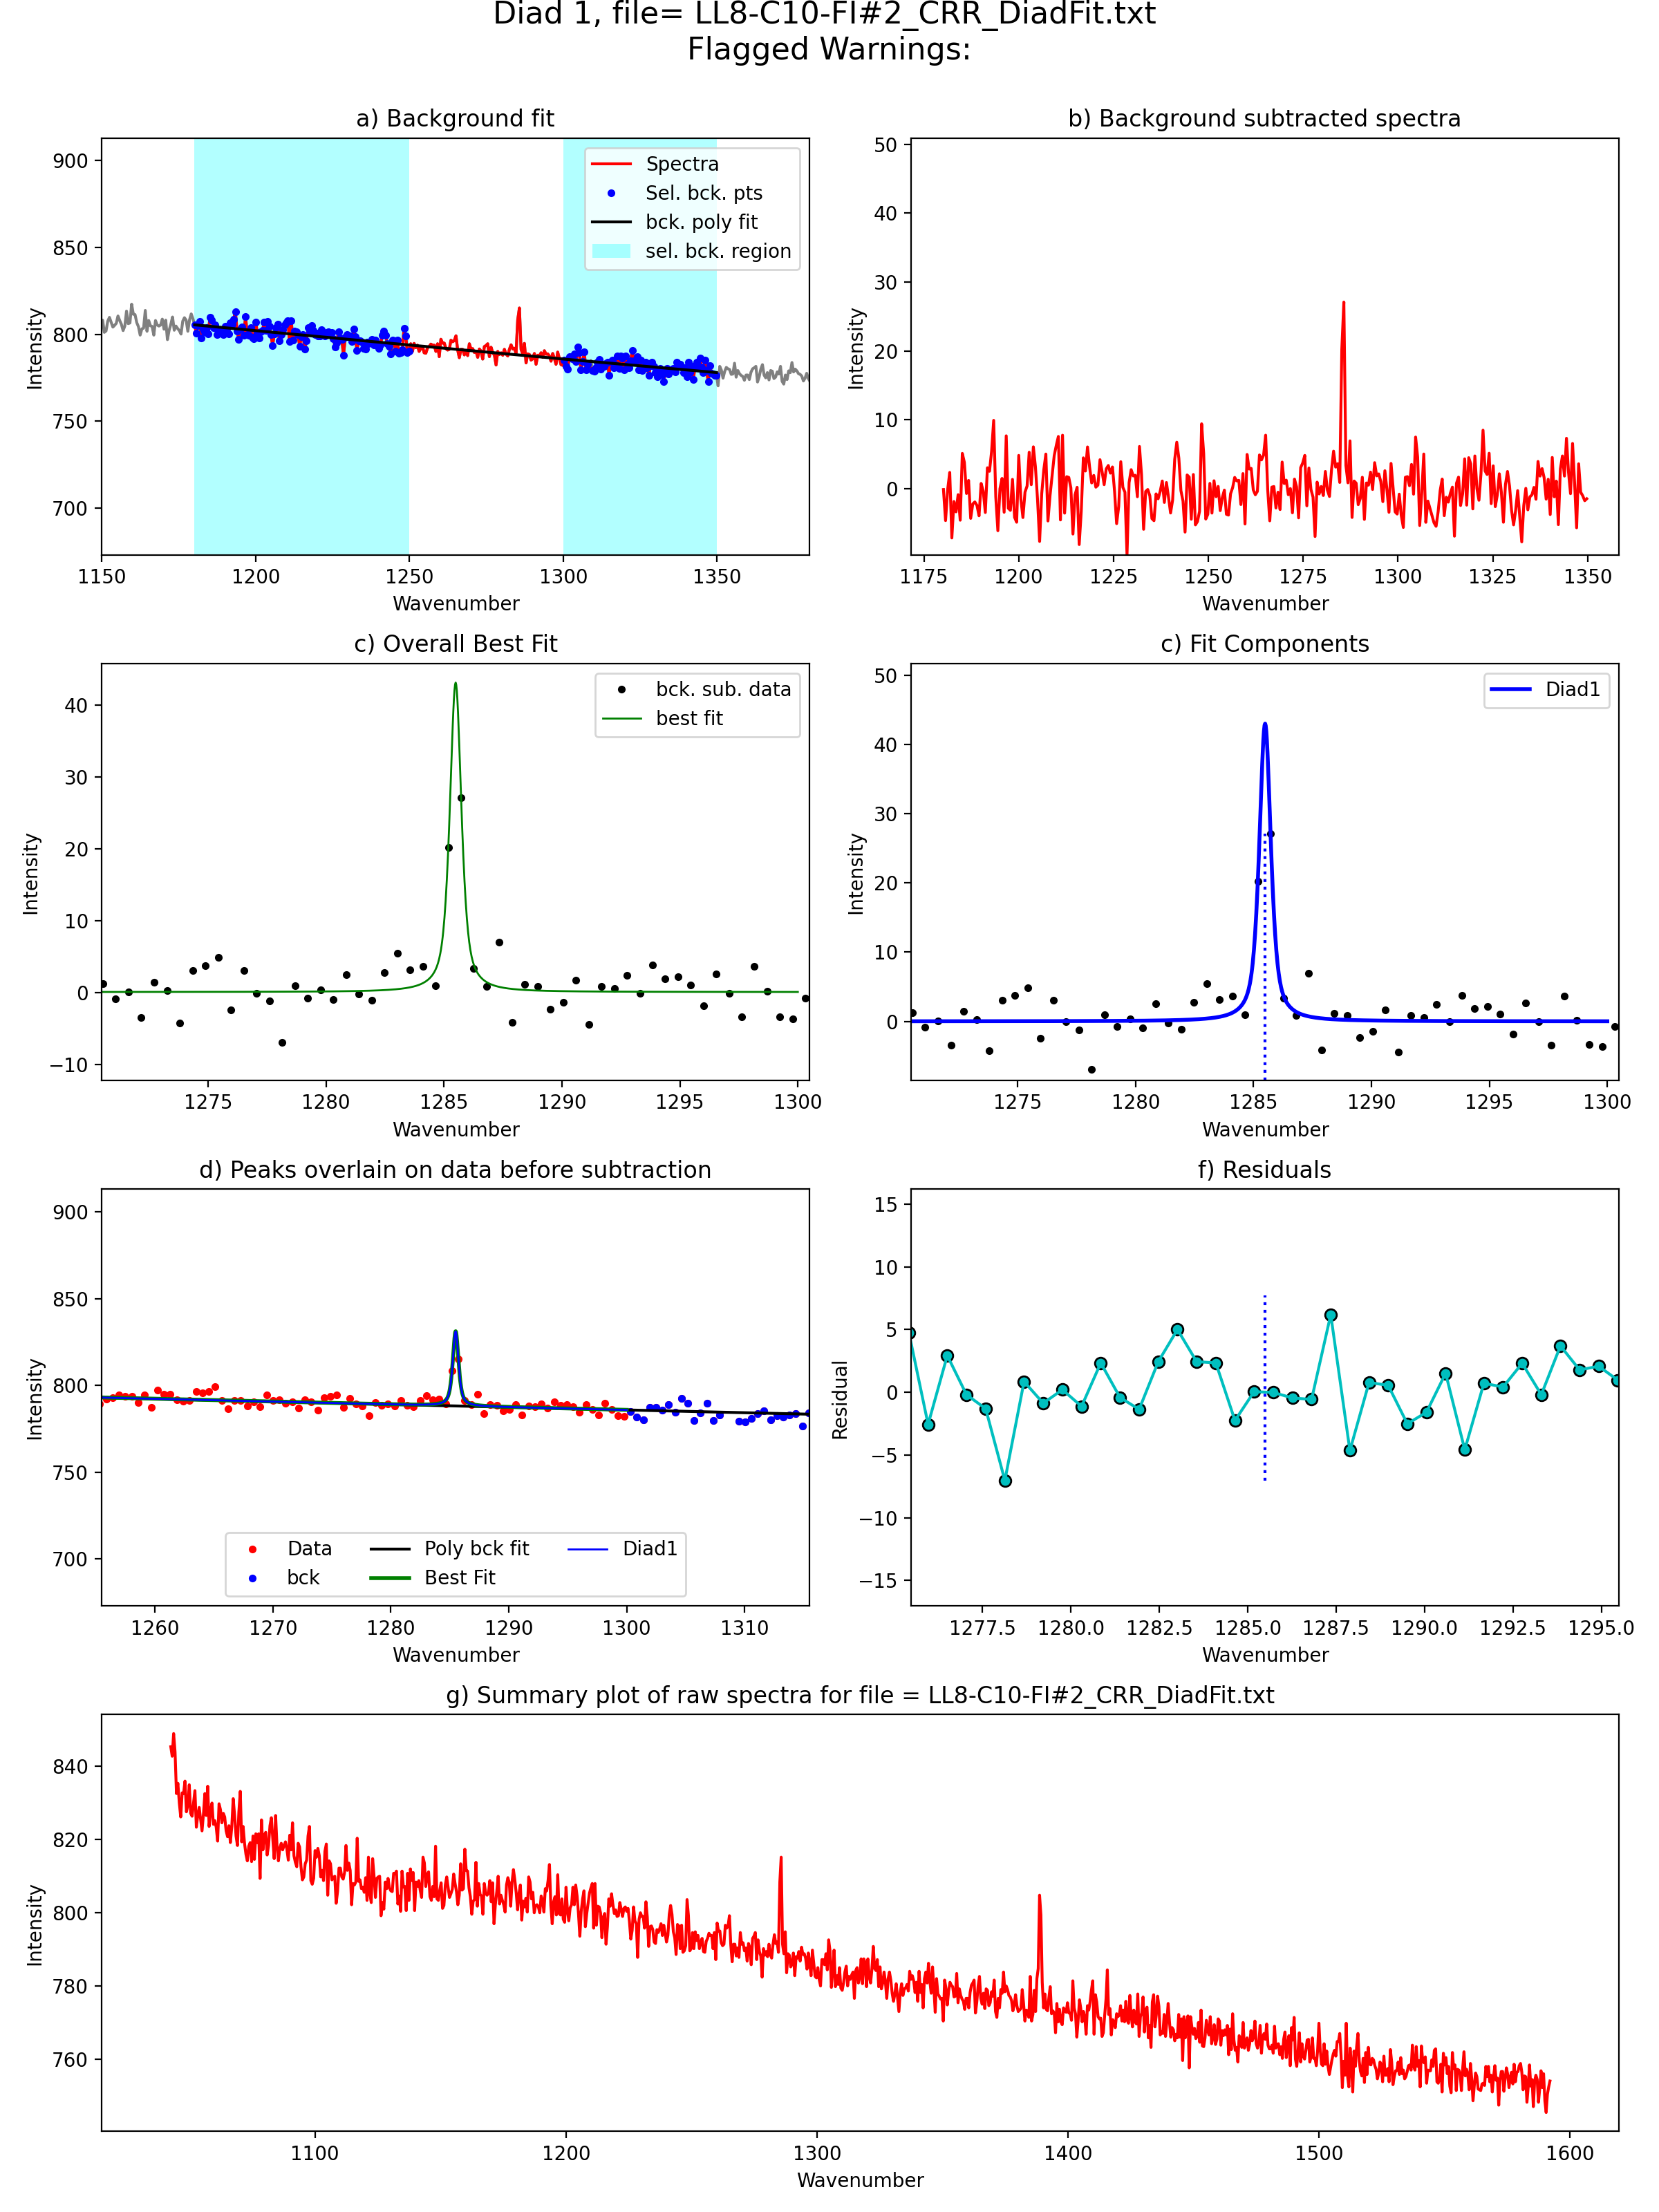 Diad 1, file= LL8-C10-FI#2_CRR_DiadFit.txt
Flagged Warnings:
a) Background fit
900
850
800
750
700
Intensity
Spectra
Sel. bck. pts
bck. poly fit
sel. bck. region
1150 1200 1250 1300 1350
Wavenumber
b) Background subtracted spectra
50
40
30
20
10
0
Intensity
1175 1200 1225 1250 1275 1300 1325 1350
Wavenumber
c) Overall Best Fit
40
30
20
10
0
−10
Intensity
bck. sub. data
best fit
1275 1280 1285 1290 1295 1300
Wavenumber
c) Fit Components
50
40
30
20
10
0
Intensity
Diad1
1275 1280 1285 1290 1295 1300
Wavenumber
d) Peaks overlain on data before subtraction
900
850
800
750
700
Intensity
Data
bck
Poly bck fit
Best Fit
Diad1
1260 1270 1280 1290 1300 1310
Wavenumber
f) Residuals
15
10
5
0
−5
−10
−15
Residual
1277.5 1280.0 1282.5 1285.0 1287.5 1290.0 1292.5 1295.0
Wavenumber
g) Summary plot of raw spectra for file = LL8-C10-FI#2_CRR_DiadFit.txt
840
820
800
780
760
Intensity
1100 1200 1300 1400 1500 1600
Wavenumber